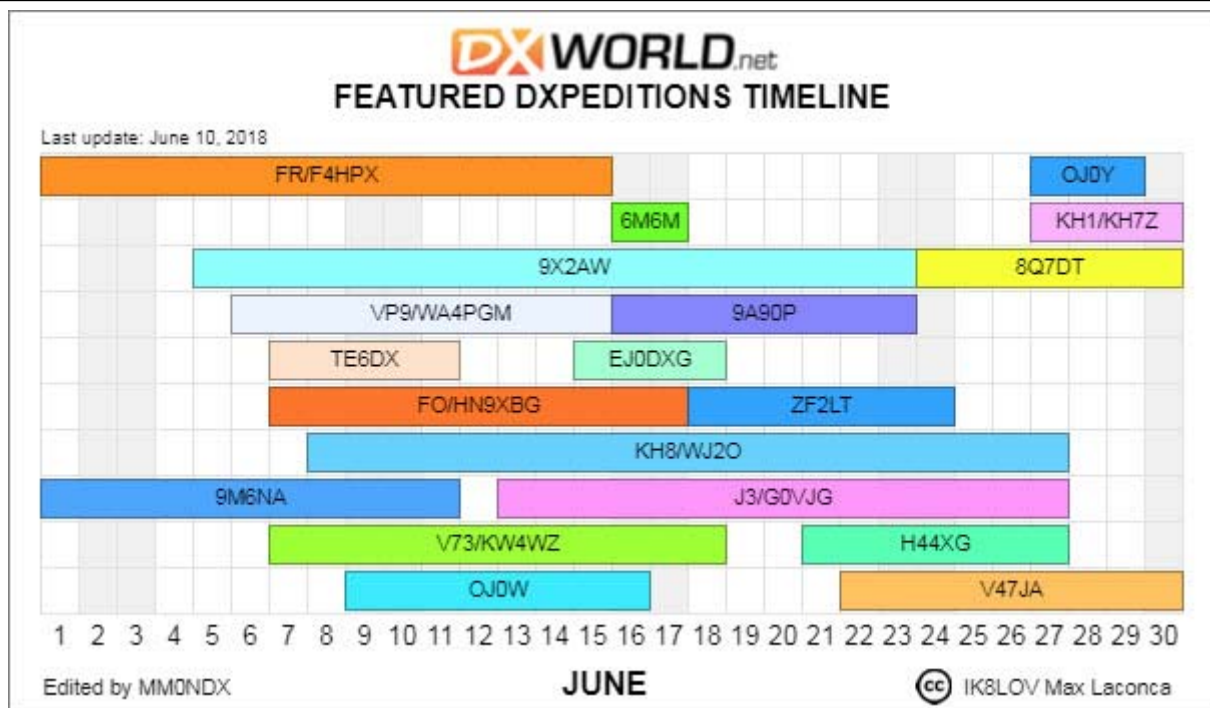 DX WORLD.net
FEATURED DXPEDITIONS TIMELINE
Last update: June 10, 2018
FR/F4HPX OJ0Y
6M6M KH1/KH7Z
9X2AW 8Q7DT
VP9/WA4PGM 9A90P
TE6DX EJ0DXG
FO/HN9XBG ZF2LT
KH8/WJ2O
9M6NA J3/G0VJG
V73/KW4WZ H44XG
OJ0W V47JA
1 2 3 4 5 6 7 8 9 10 11 12 13 14 15 16 17 18 19 20 21 22 23 24 25 26 27 28 29 30
Edited by MM0NDX JUNE cc IK8LOV Max Laconca